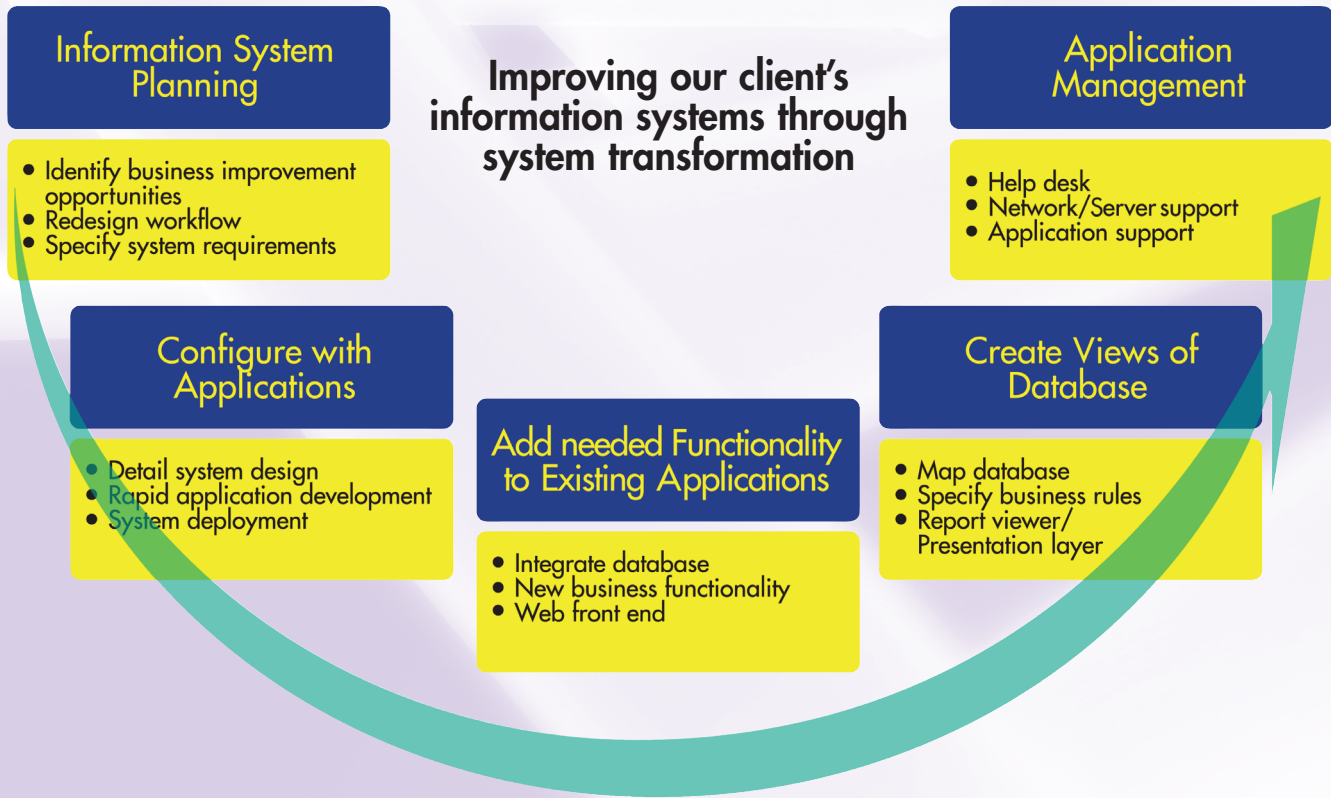 Information System
Planning
• Identify business improvement
opportunities
• Redesign workflow
• Specify system requirements
Improving our client's
information systems through
system transformation
Application
Management
• Help desk
• Network/Server support
• Application support
Configure with
Applications
• Detail system design
• Rapid application development
• System deployment
Add needed Functionality
to Existing Applications
• Integrate database
• New business functionality
• Web front end
Create Views of
Database
• Map database
• Specify business rules
• Report viewer/
Presentation layer